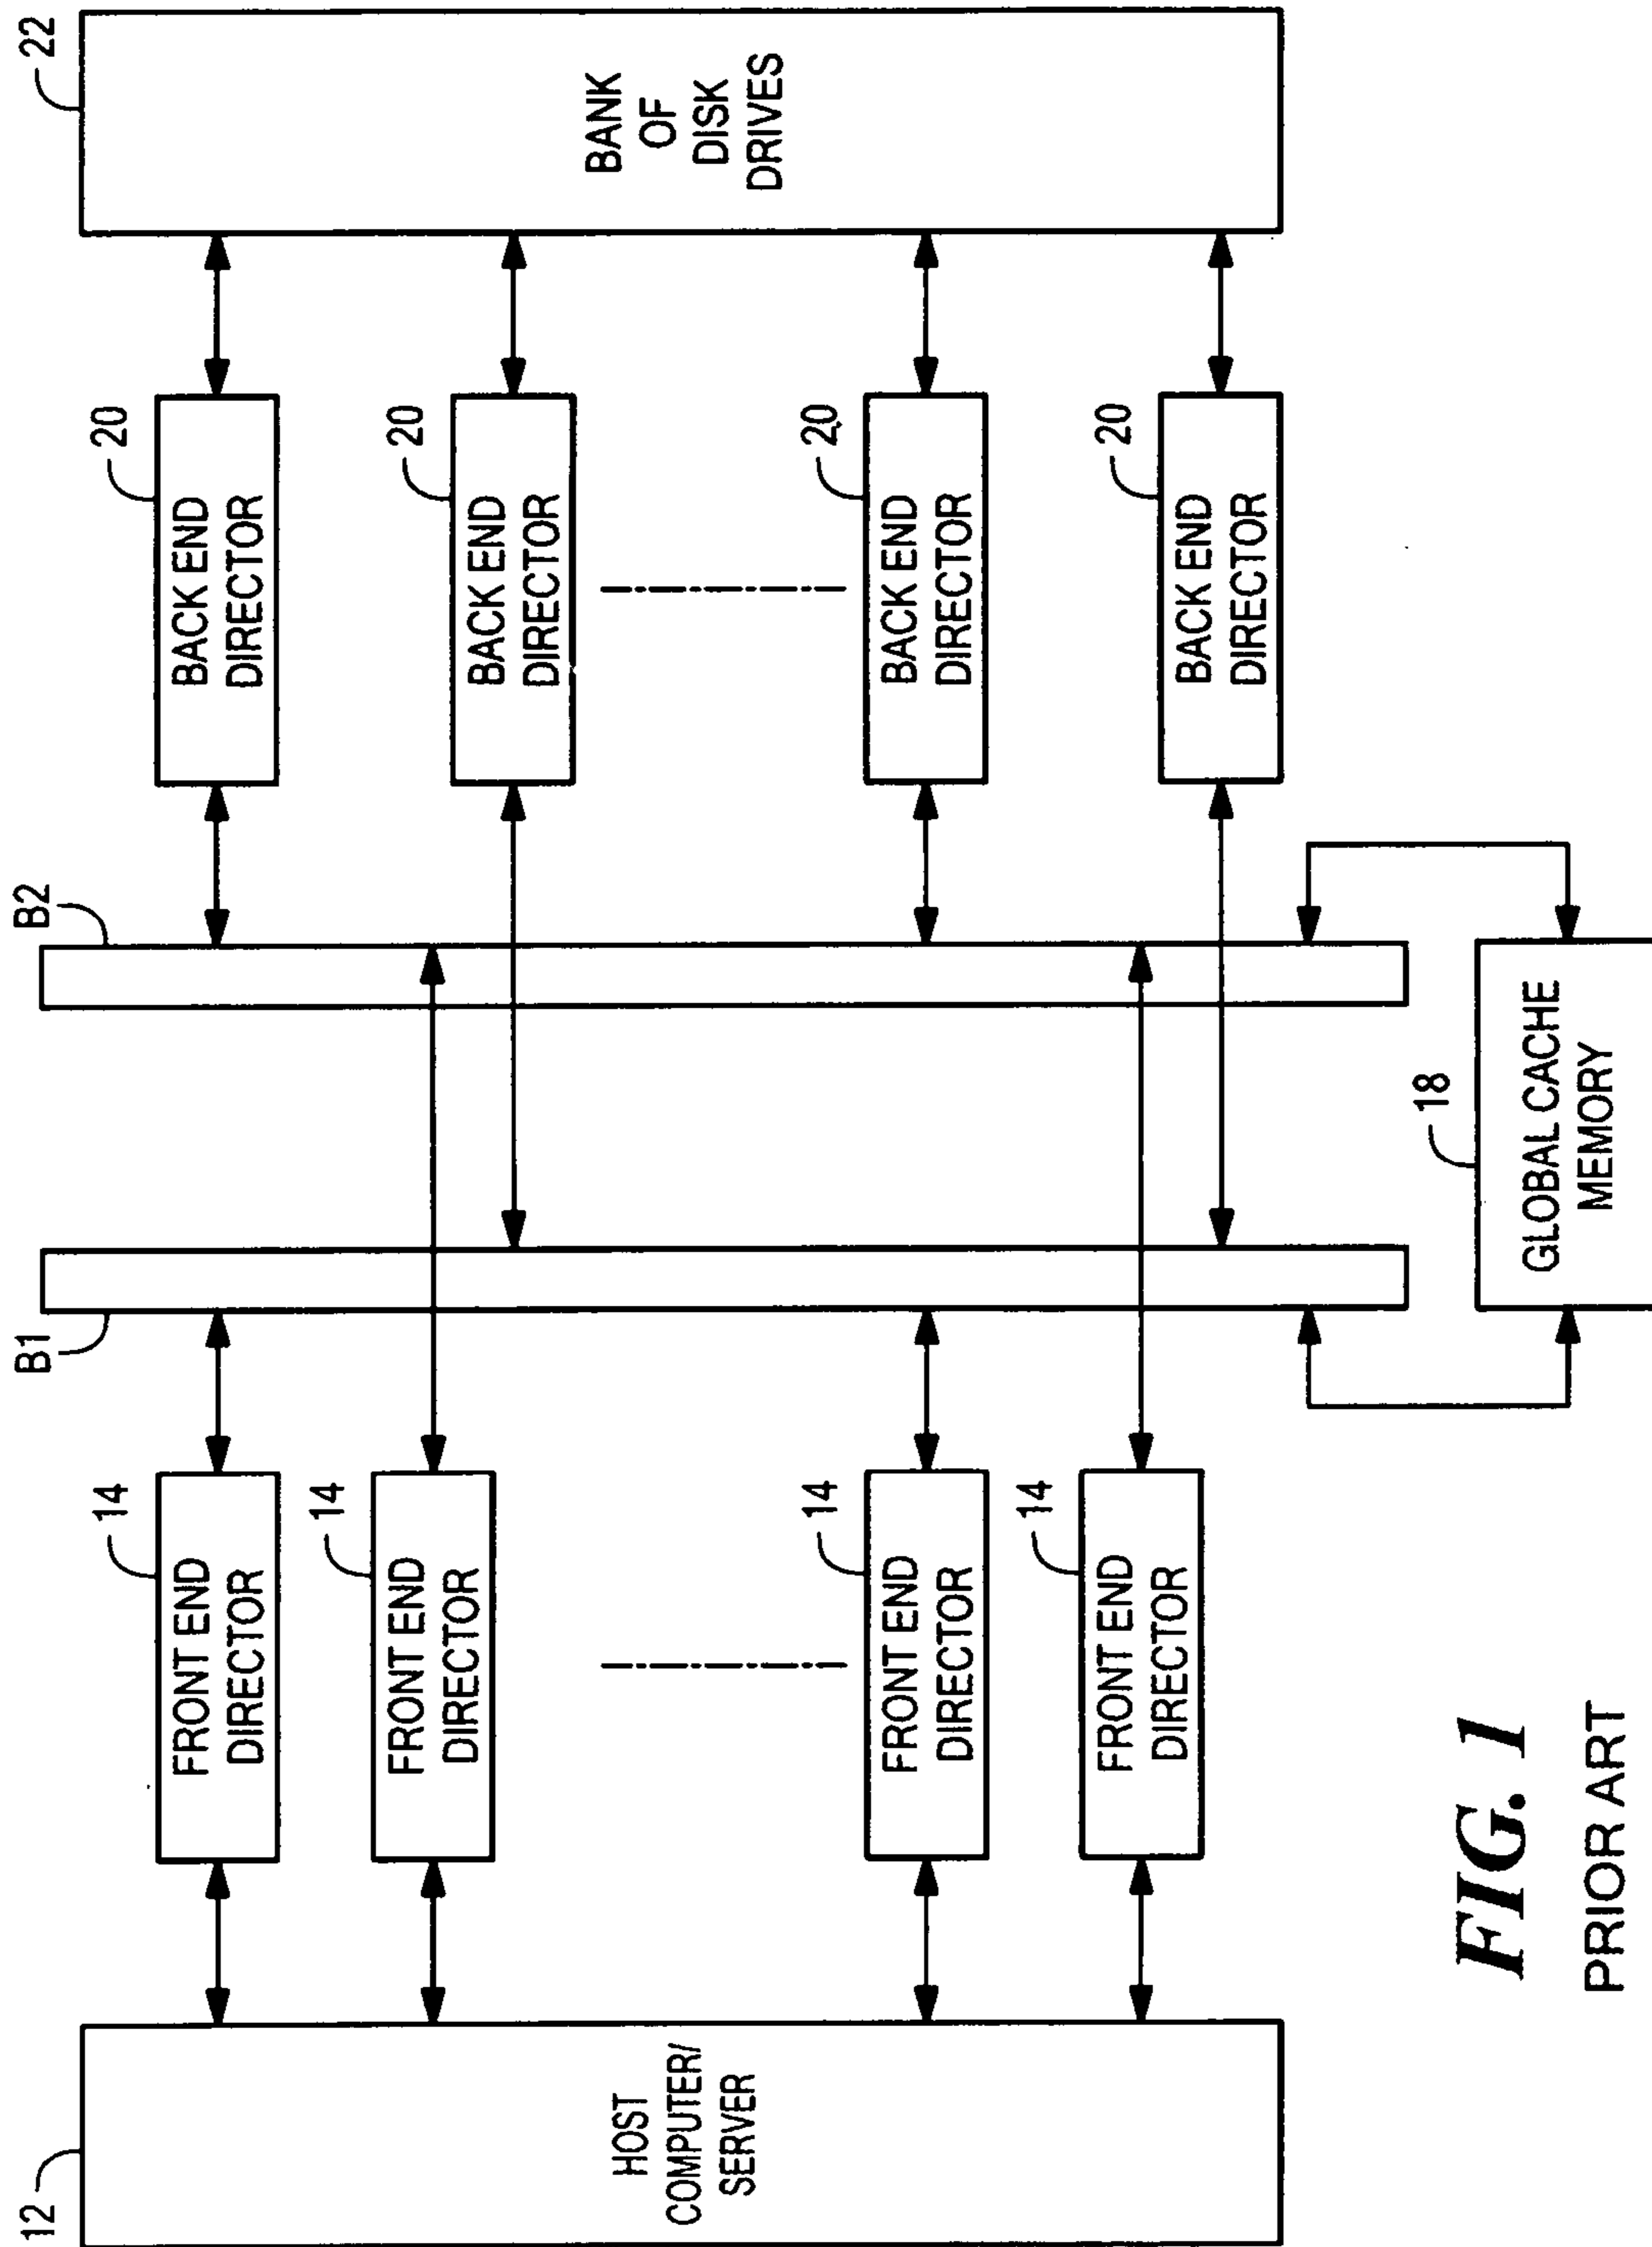 12
HOST
COMPUTER/
SERVER
14
FRONT END
DIRECTOR
14
FRONT END
DIRECTOR
14
FRONT END
DIRECTOR
14
FRONT END
DIRECTOR
B1
B2
18
GLOBAL CACHE
MEMORY
20
BACK END
DIRECTOR
20
BACK END
DIRECTOR
20
BACK END
DIRECTOR
20
BACK END
DIRECTOR
22
BANK
OF
DISK
DRIVES
FIG. 1
PRIOR ART